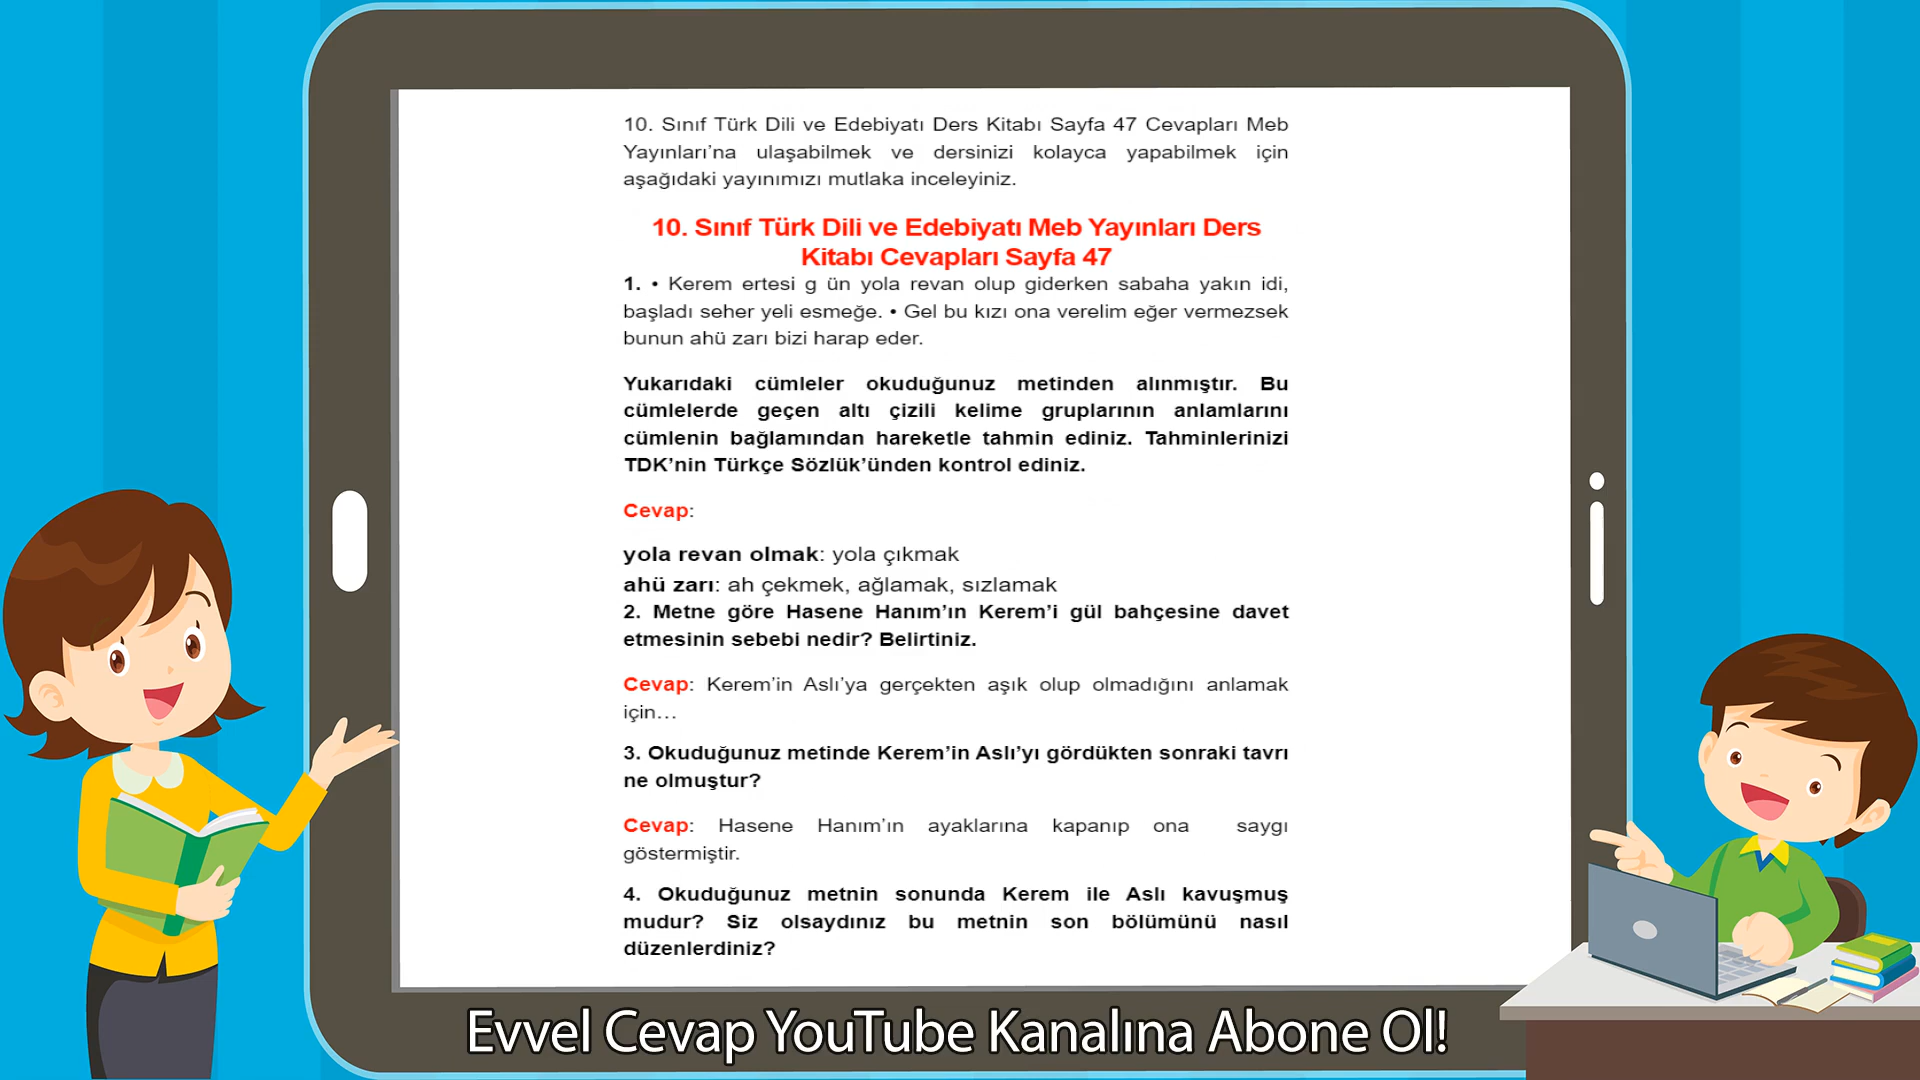 10. Sınıf Türk Dili ve Edebiyatı Ders Kitabı Sayfa 47 Cevapları Meb
Yayınları’na ulaşabilmek ve dersinizi kolayca yapabilmek için
aşağıdaki yayınımızı mutlaka inceleyiniz.
10. Sınıf Türk Dili ve Edebiyatı Meb Yayınları Ders
Kitabı Cevapları Sayfa 47
1. • Kerem ertesi g ün yola revan olup giderken sabaha yakın idi,
başladı seher yeli esmeğe. • Gel bu kızı ona verelim eğer vermezsek
bunun ahü zarı bizi harap eder.
Yukarıdaki cümleler okuduğunuz metinden alınmıştır. Bu
cümlelerde geçen altı çizili kelime gruplarının anlamlarını
cümlenin bağlamından hareketle tahmin ediniz. Tahminlerinizi
TDK’nin Türkçe Sözlük’ünden kontrol ediniz.
Cevap:
yola revan olmak: yola çıkmak
ahü zarı: ah çekmek, ağlamak, sızlamak
2. Metne göre Hasene Hanım’ın Kerem’i gül bahçesine davet
etmesinin sebebi nedir? Belirtiniz.
Cevap: Kerem’in Aslı’ya gerçekten aşık olup olmadığını anlamak
için…
3. Okuduğunuz metinde Kerem’in Aslı’yı gördükten sonraki tavrı
ne olmuştur?
Cevap: Hasene Hanım’ın ayaklarına kapanıp ona saygı
göstermiştir.
4. Okuduğunuz metnin sonunda Kerem ile Aslı kavuşmuş
mudur? Siz olsaydınız bu metnin son bölümünü nasıl
düzenlerdiniz?
Evvel Cevap YouTube Kanalına Abone Ol!